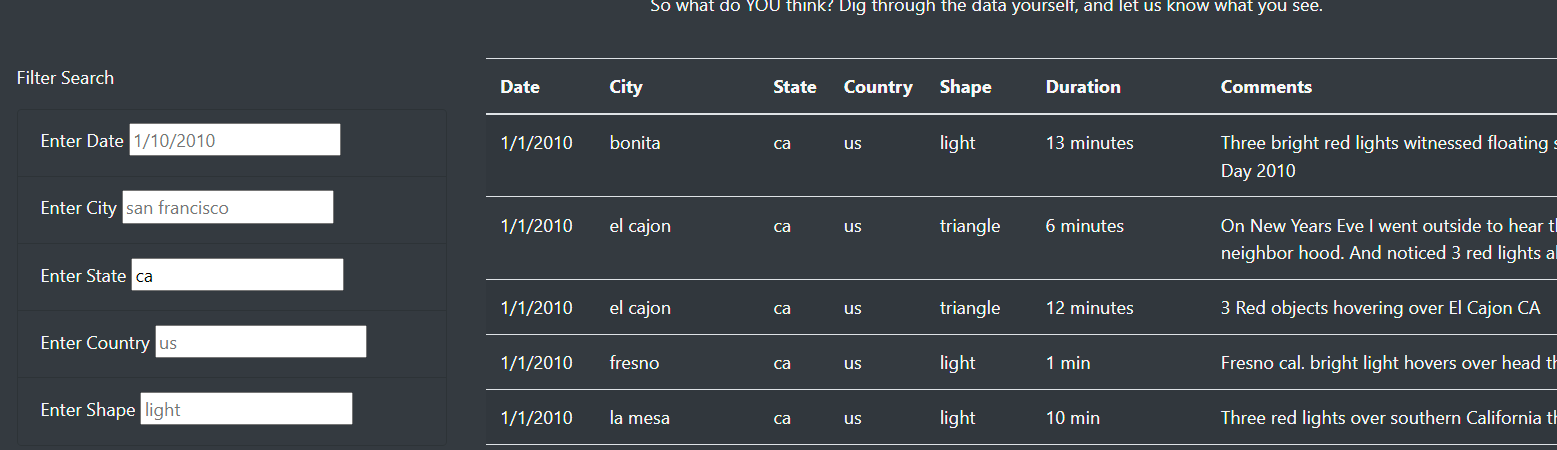 So what do YOU think? Dig through the data yourself, and let us know what you see.
Filter Search
Enter Date 1/10/2010
Enter City san francisco
Enter State ca
Enter Country us
Enter Shape light
Date City State Country Shape Duration Comments
1/1/2010 bonita ca us light 13 minutes Three bright red lights witnessed floating
Day 2010
1/1/2010 el cajon ca us triangle 6 minutes On New Years Eve I went outside to hear
neighbor hood. And noticed 3 red lights
1/1/2010 el cajon ca us triangle 12 minutes 3 Red objects hovering over El Cajon CA
1/1/2010 fresno ca us light 1 min Fresno cal. bright light hovers over head
1/1/2010 la mesa ca us light 10 min Three red lights over southern California